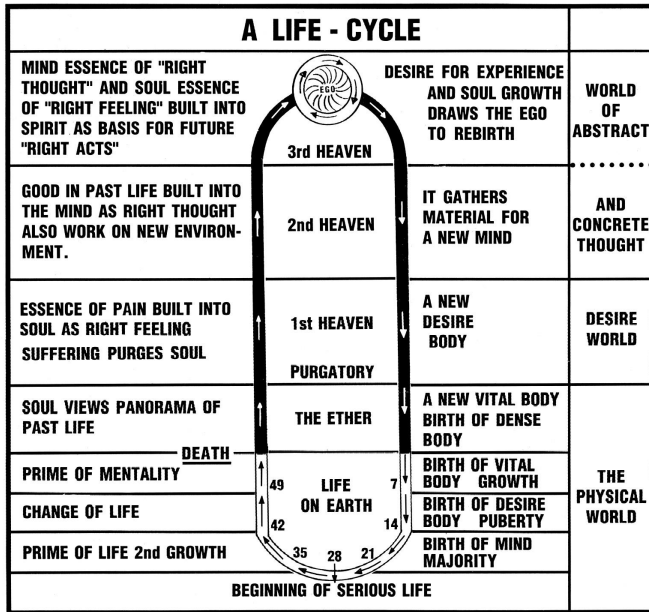 A LIFE - CYCLE
MIND ESSENCE OF "RIGHT
THOUGHT" AND SOUL ESSENCE
OF "RIGHT FEELING" BUILT INTO
SPIRIT AS BASIS FOR FUTURE
"RIGHT ACTS"
EGO
3rd HEAVEN
DESIRE FOR EXPERIENCE
AND SOUL GROWTH
DRAWS THE EGO
TO REBIRTH
WORLD
OF
ABSTRACT
GOOD IN PAST LIFE BUILT INTO
THE MIND AS RIGHT THOUGHT
ALSO WORK ON NEW ENVIRON-
MENT.
2nd HEAVEN
IT GATHERS
MATERIAL FOR
A NEW MIND
AND
CONCRETE
THOUGHT
ESSENCE OF PAIN BUILT INTO
SOUL AS RIGHT FEELING
SUFFERING PURGES SOUL
1st HEAVEN
PURGATORY
A NEW
DESIRE
BODY
DESIRE
WORLD
SOUL VIEWS PANORAMA OF
PAST LIFE
THE ETHER
A NEW VITAL BODY
BIRTH OF DENSE
BODY
DEATH
PRIME OF MENTALITY
49
LIFE
ON EARTH
7
BIRTH OF VITAL
BODY GROWTH
THE
PHYSICAL
WORLD
CHANGE OF LIFE
42
14
BIRTH OF DESIRE
BODY PUBERTY
PRIME OF LIFE 2nd GROWTH
35
28
21
BIRTH OF MIND
MAJORITY
BEGINNING OF SERIOUS LIFE